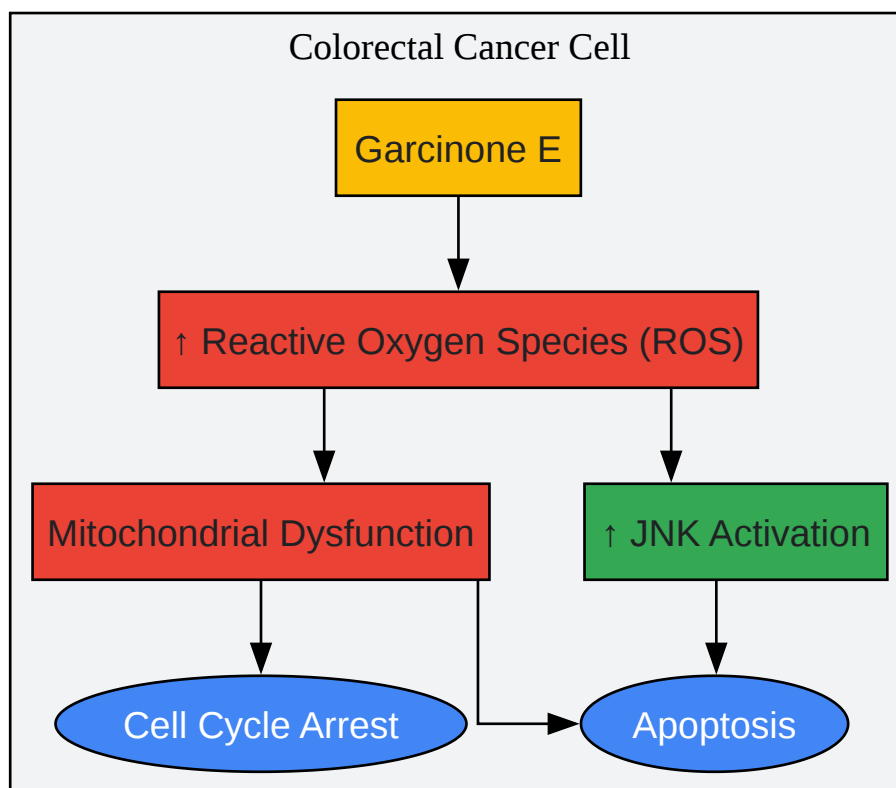 Colorectal Cancer Cell
Garcinone E
↑ Reactive Oxygen Species (ROS)
Mitochondrial Dysfunction
↑ JNK Activation
Cell Cycle Arrest
Apoptosis